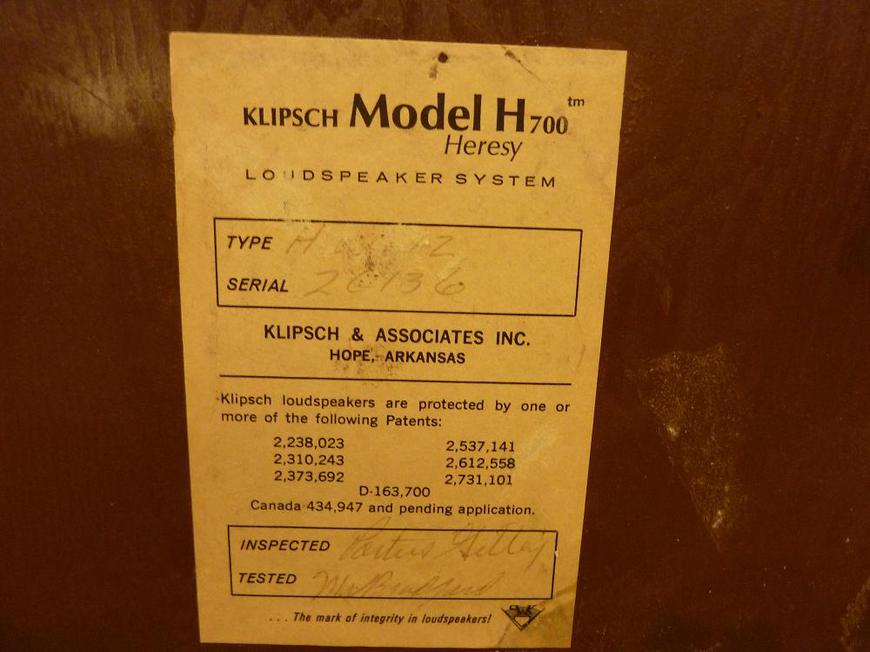 KLIPSCH Model H700™
Heresy
LOUDSPEAKER SYSTEM
TYPE H
SERIAL 26136
KLIPSCH & ASSOCIATES INC.
HOPE, ARKANSAS
Klipsch loudspeakers are protected by one or
more of the following Patents:
2,238,023 2,537,141
2,310,243 2,612,558
2,373,692 2,731,101
D-163,700
Canada 434,947 and pending application.
INSPECTED
TESTED
... The mark of integrity in loudspeakers!